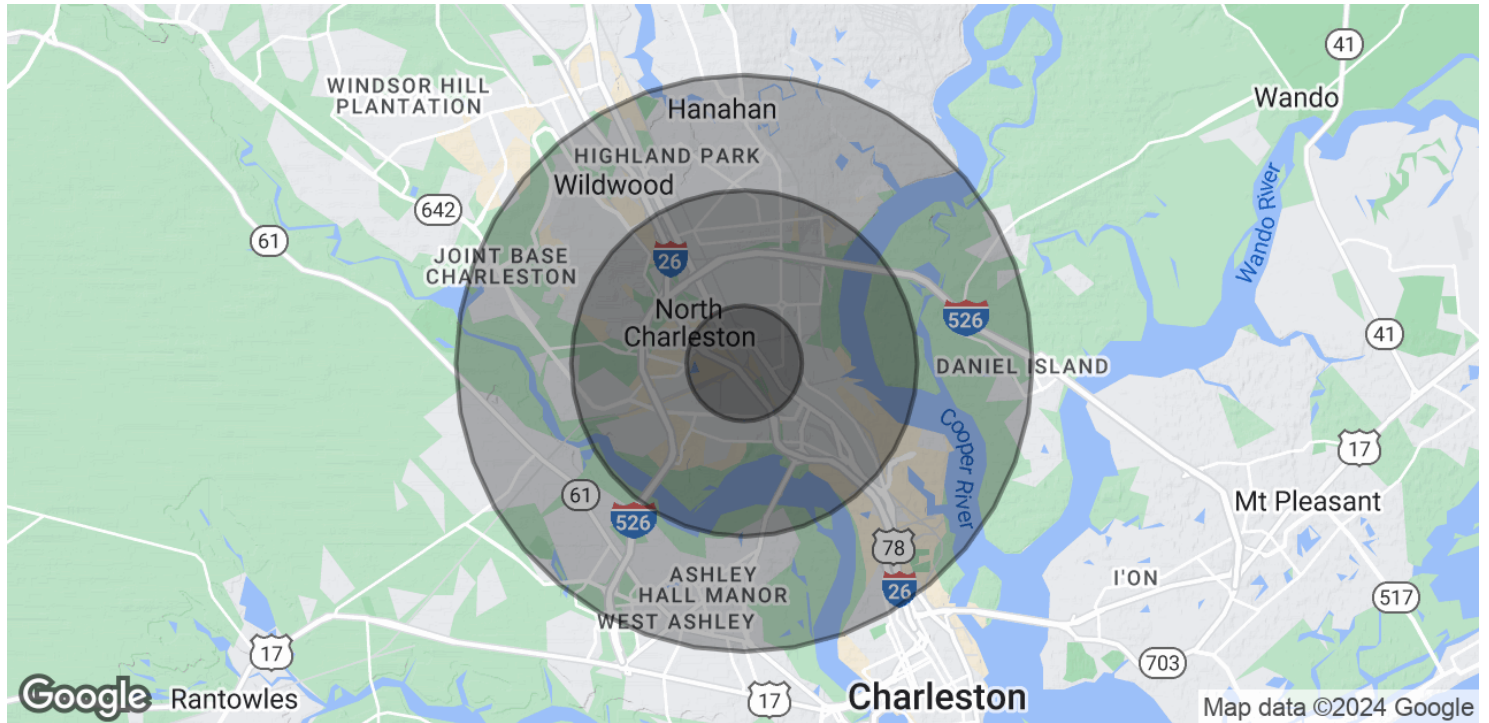 41
Wando
WINDSOR HILL
PLANTATION
Hanahan
HIGHLAND PARK
Wildwood
642
61
Wando River
JOINT BASE
CHARLESTON
26
North
Charleston
526
41
DANIEL ISLAND
Cooper River
17
61
526
Mt Pleasant
78
ASHLEY
HALL MANOR
I'ON
26
517
WEST ASHLEY
17
703
Google
Rantowles
17
Charleston
Map data ©2024 Google